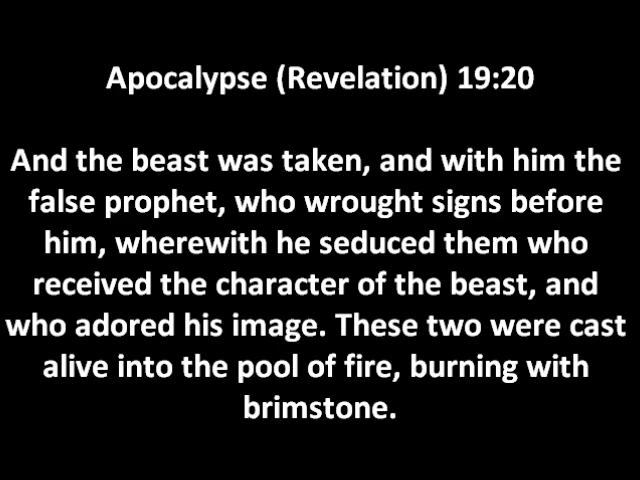 Apocalypse (Revelation) 19:20
And the beast was taken, and with him the
false prophet, who wrought signs before
him, wherewith he seduced them who
received the character of the beast, and
who adored his image. These two were cast
alive into the pool of fire, burning with
brimstone.